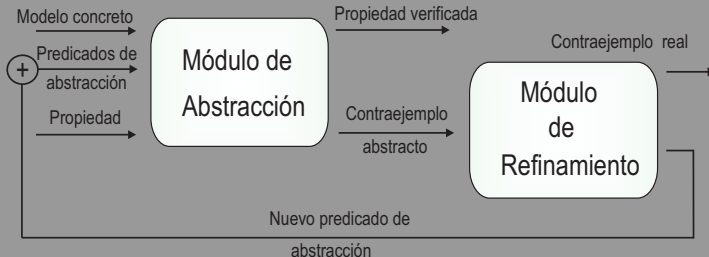 Modelo concreto
Predicados de
abstracción
+
Propiedad
Módulo de
Abstracción
Propiedad verificada
Contraejemplo
abstracto
Módulo
de
Refinamiento
Contraejemplo real
Nuevo predicado de
abstracción